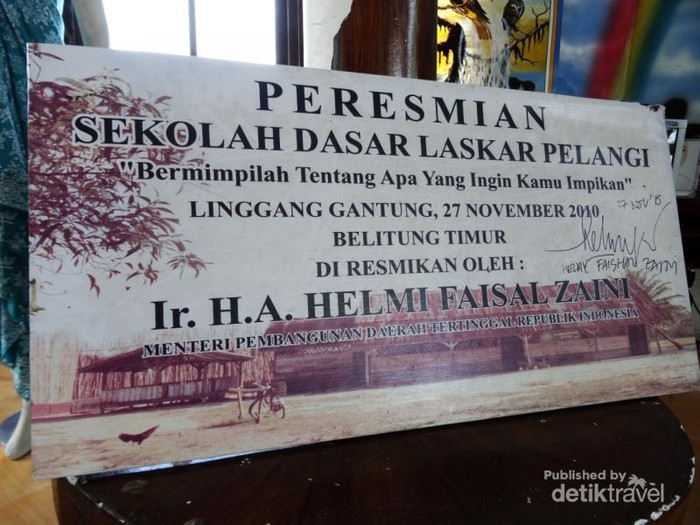 PERESMIAN
SEKOLAH DASAR LASKAR PELANGI
"Bermimpilah Tentang Apa Yang Ingin Kamu Impikan"
LINGGANG GANTUNG, 27 NOVEMBER 2010
BELITUNG TIMUR
DI RESMIKAN OLEH :
HELMY FAISHAL ZAINI
Ir. H.A. HELMI FAISAL ZAINI
MENTERI PEMBANGUNAN DAERAH TERTINGGAL REPUBLIK INDONESIA
Published by
detiktravel